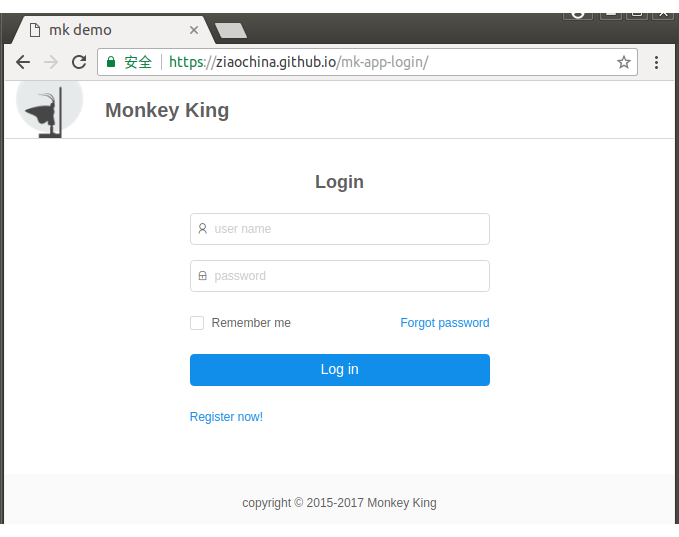 mk demo
安全 https://ziaochina.github.io/mk-app-login/
Monkey King
Login
user name
password
Remember me Forgot password
Log in
Register now!
copyright © 2015-2017 Monkey King